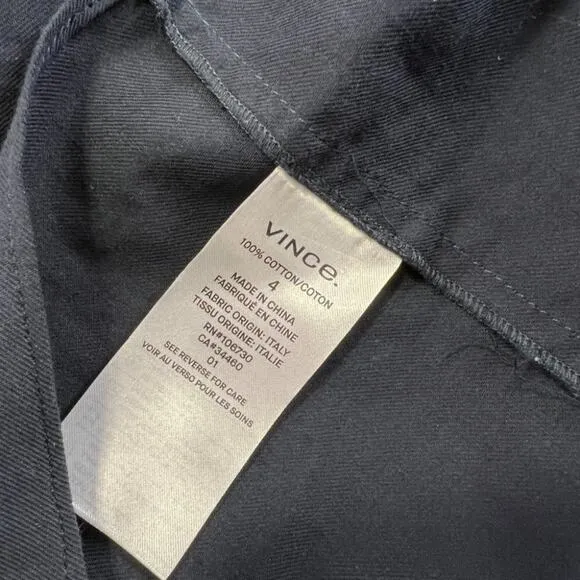 VINCE.
100% COTTON/COTON
4
MADE IN CHINA
FABRIQUÉ EN CHINE
FABRIC ORIGIN: ITALY
TISSU ORIGINE: ITALIE
RN#106730
CA#34460
01
SEE REVERSE FOR CARE
VOIR AU VERSO POUR LES SOINS